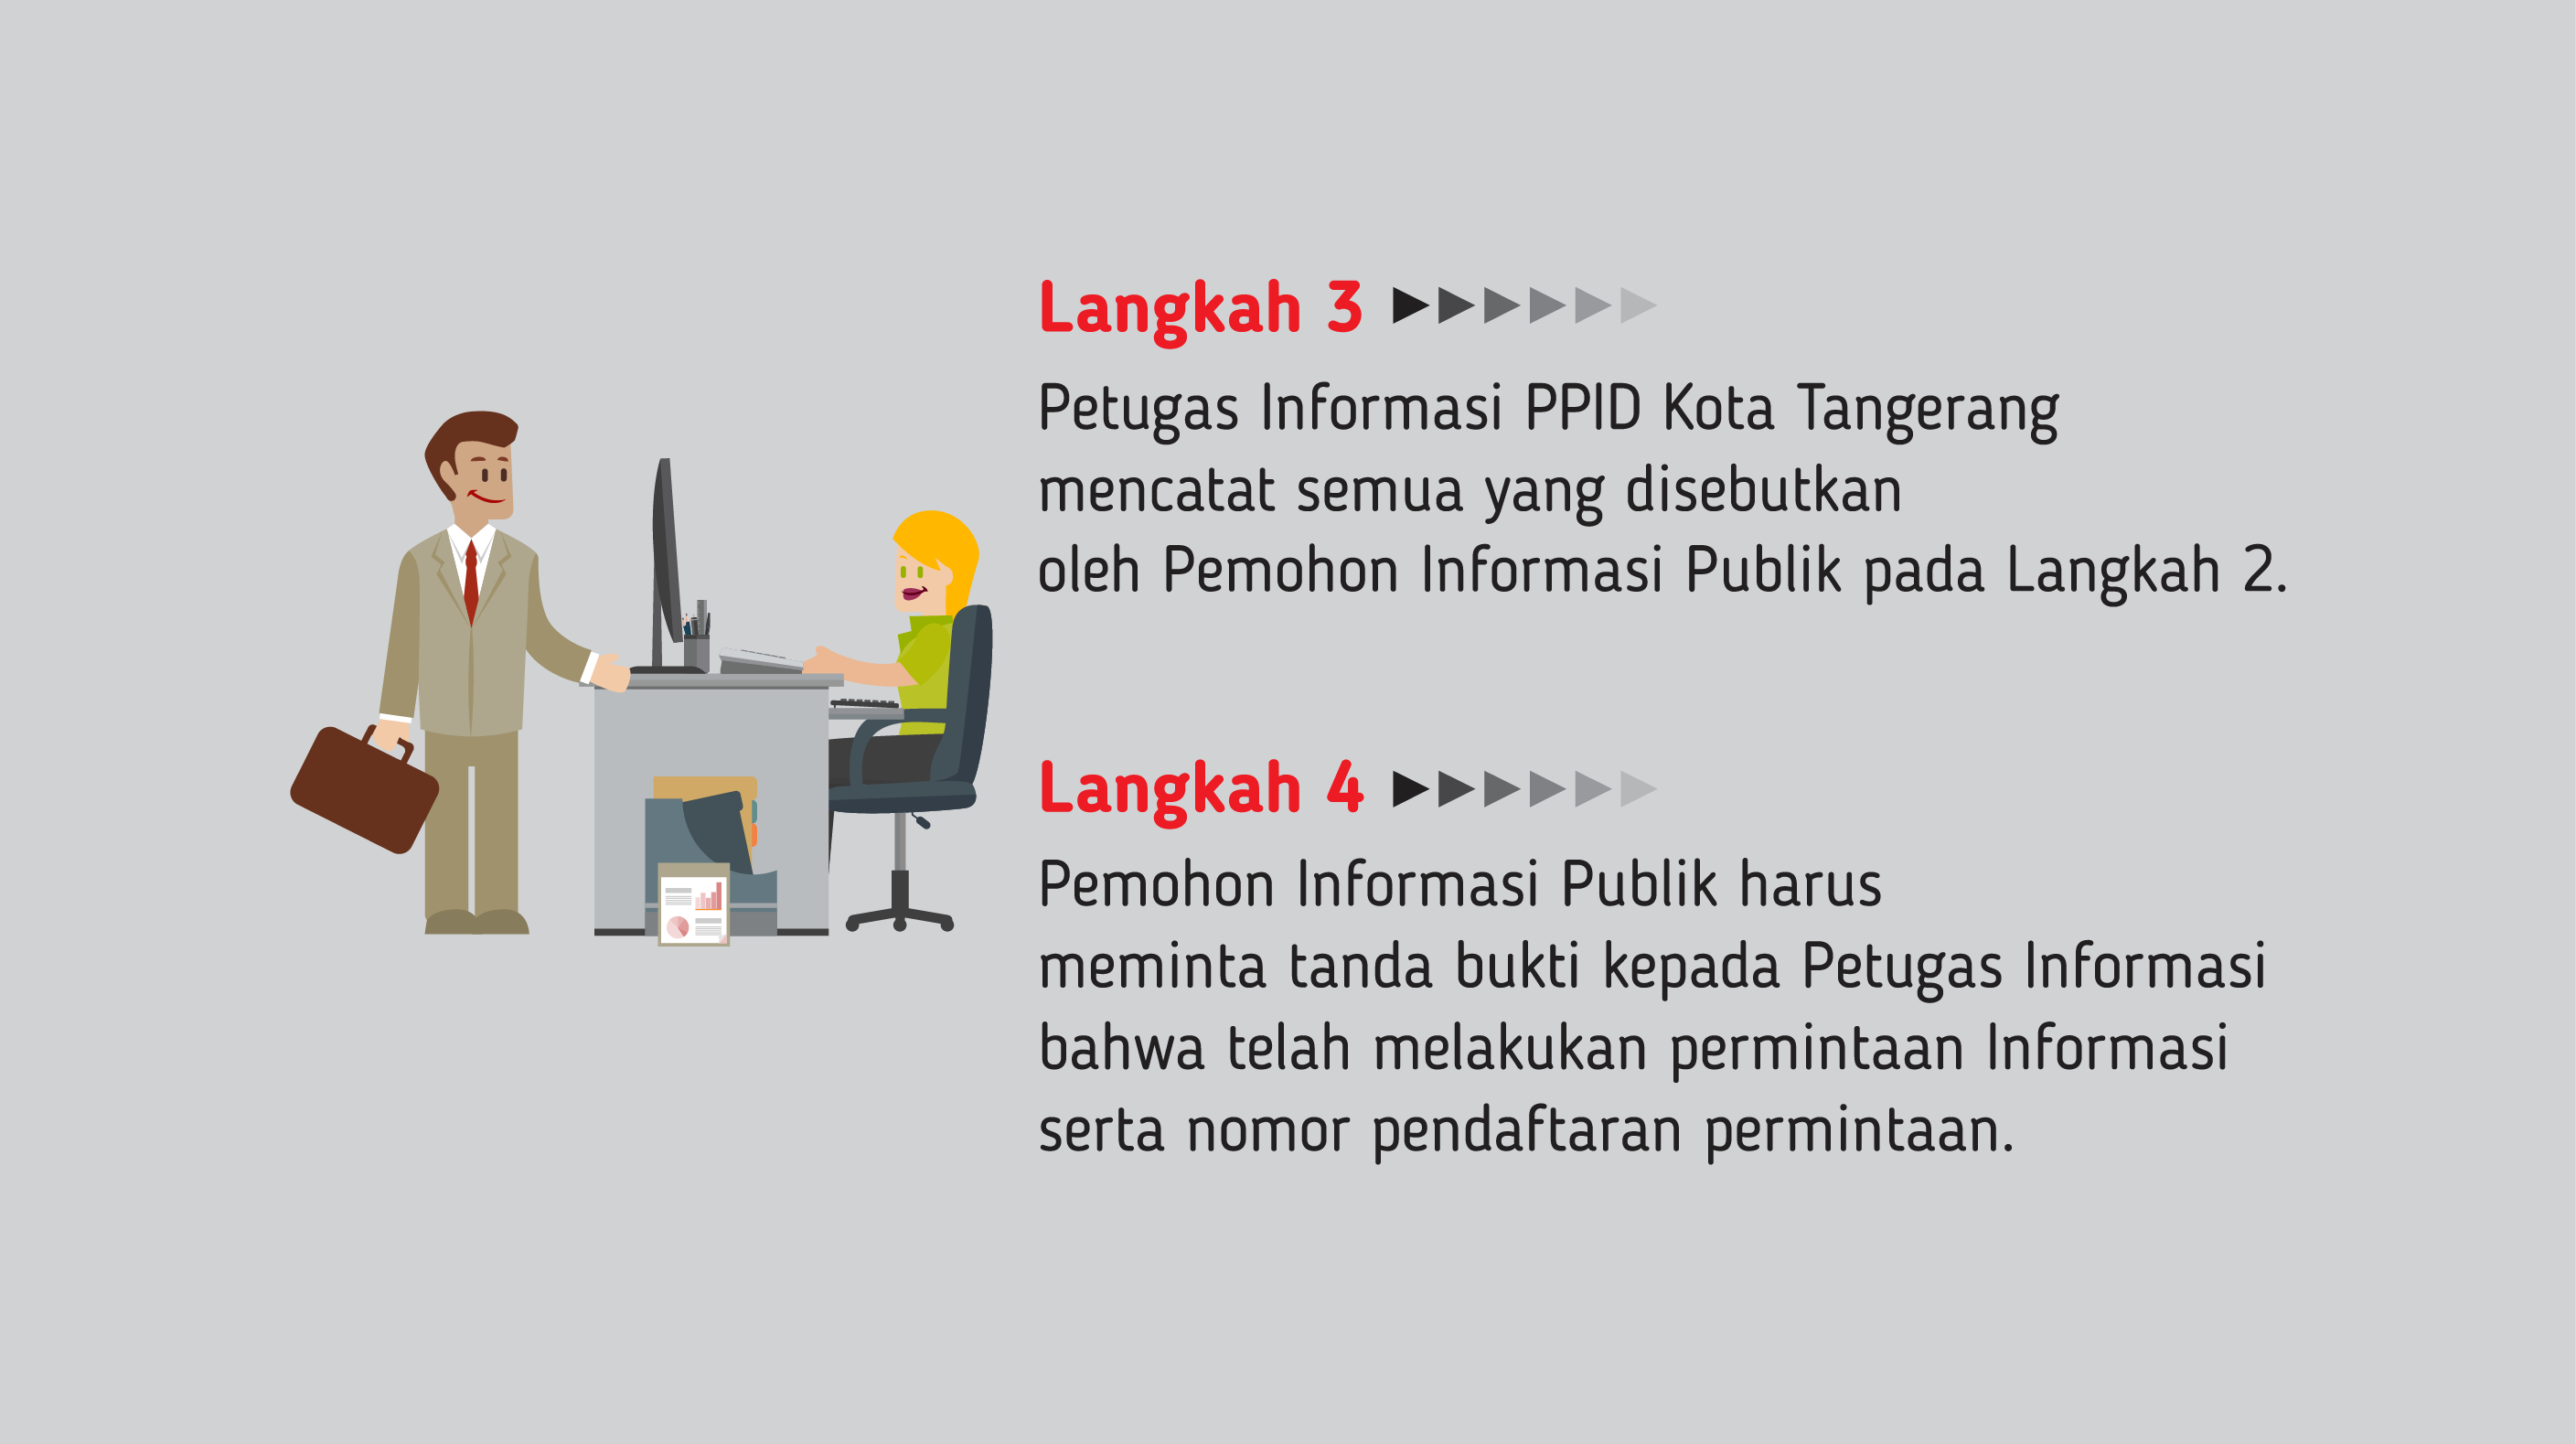 Langkah 3
Petugas Informasi PPID Kota Tangerang
mencatat semua yang disebutkan
oleh Pemohon Informasi Publik pada Langkah 2.
Langkah 4
Pemohon Informasi Publik harus
meminta tanda bukti kepada Petugas Informasi
bahwa telah melakukan permintaan Informasi
serta nomor pendaftaran permintaan.